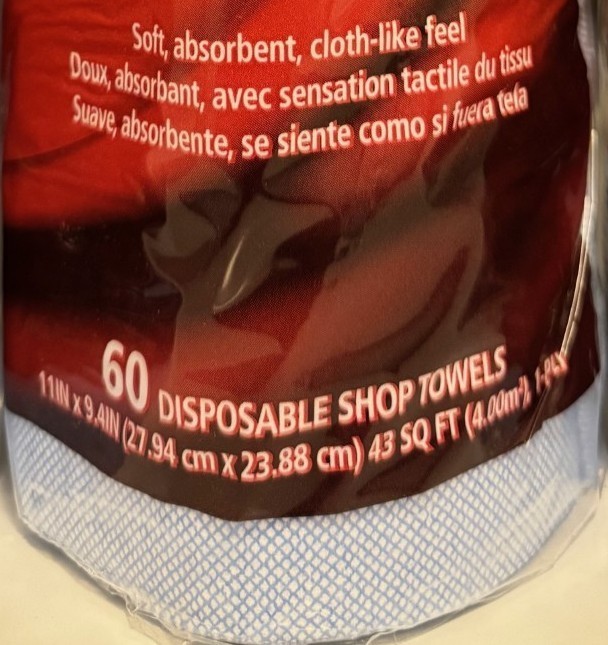 Soft, absorbent, cloth-like feel
Doux, absorbant, avec sensation tactile du tissu
Suave, absorbente, se siente como si fuera tela
60 DISPOSABLE SHOP TOWELS
11IN x 9.4IN (27.94 cm x 23.88 cm) 43 SQ FT (4.00m²), 1-PLY